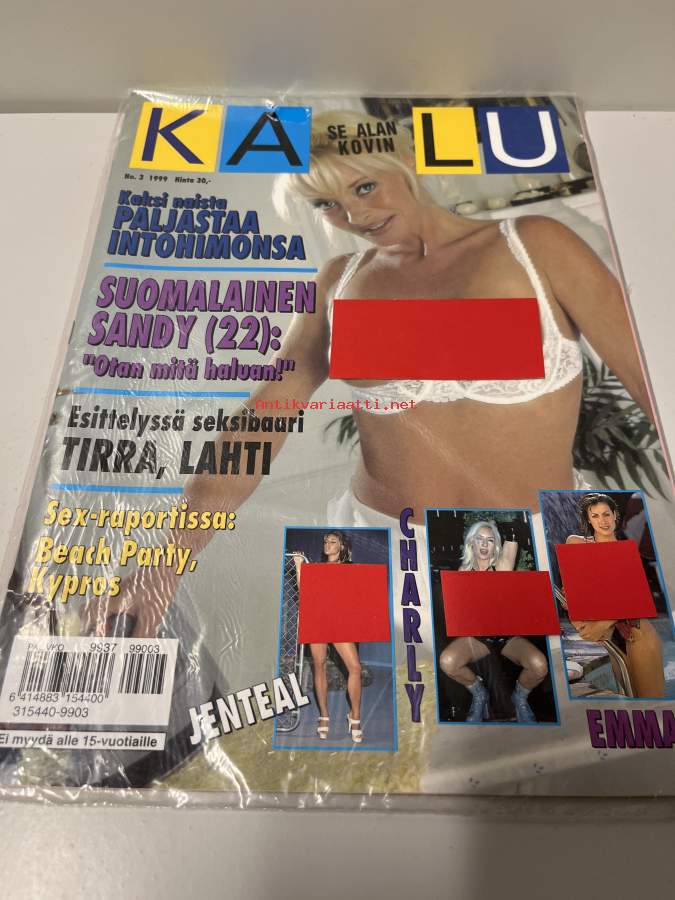 KALU
SE ALAN
KOVIN
No. 3 1999 Hinta 30,-
Kaksi naista
PALJASTAA
INTOHIMONSA
SUOMALAINEN
SANDY (22):
"Otan mitä haluan!"
Esittelyssä seksibaari
TIRRA, LAHTI
Sex-raportissa:
Beach Party,
Kypros
Antikvariaatti.net
CHARLY
JENTEAL
EMMA
9937 99003
6 414883 154400
315440-9903
Ei myydä alle 15-vuotiaille